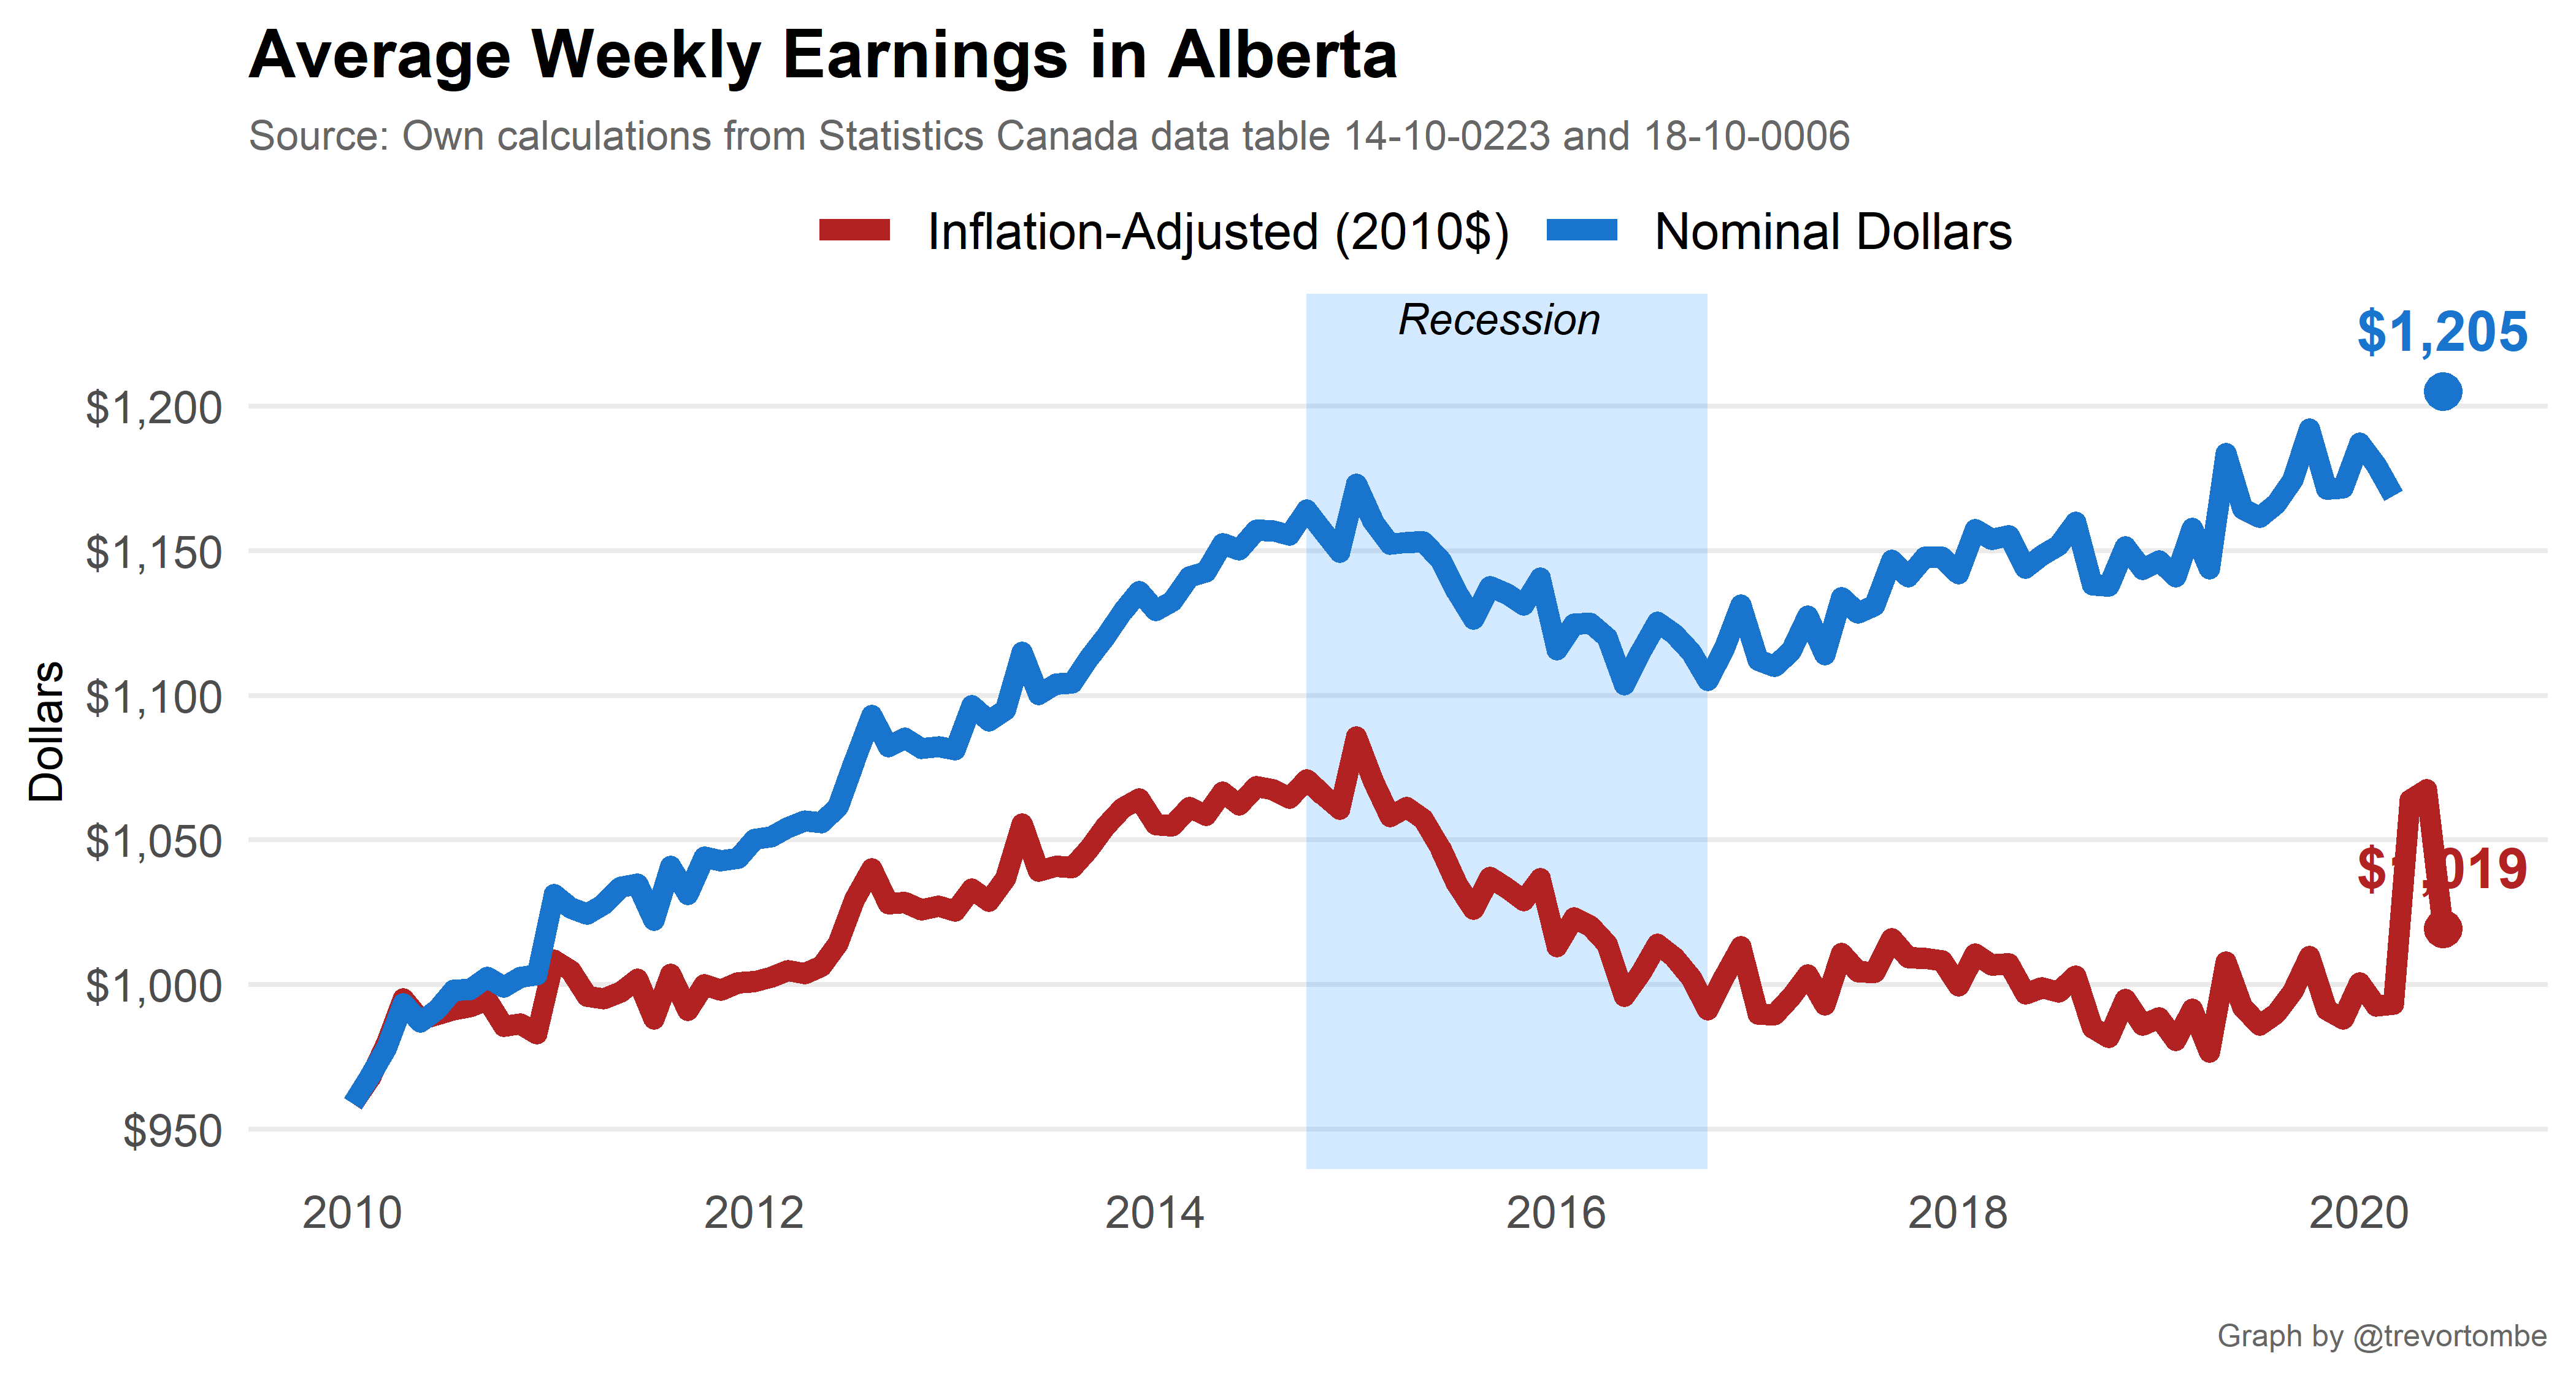 Average Weekly Earnings in Alberta
Source: Own calculations from Statistics Canada data table 14-10-0223 and 18-10-0006
Inflation-Adjusted (2010$) Nominal Dollars
Recession
$1,205
$1,200
$1,150
$1,100
$1,050
$1,019
$1,000
$950
Dollars
2010 2012 2014 2016 2018 2020
Graph by @trevortombe